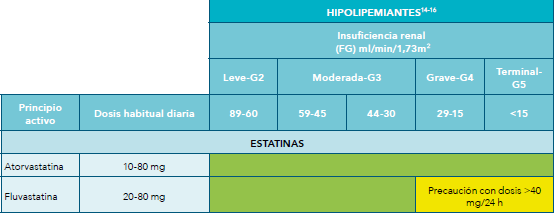 HIPOLIPEMIANTES14-16
Insuficiencia renal
(FG) ml/min/1,73m2
Leve-G2 Moderada-G3 Grave-G4 Terminal-
G5
Principio
activo Dosis habitual diaria 89-60 59-45 44-30 29-15 <15
ESTATINAS
Atorvastatina 10-80 mg
Fluvastatina 20-80 mg Precaución con dosis >40
mg/24 h